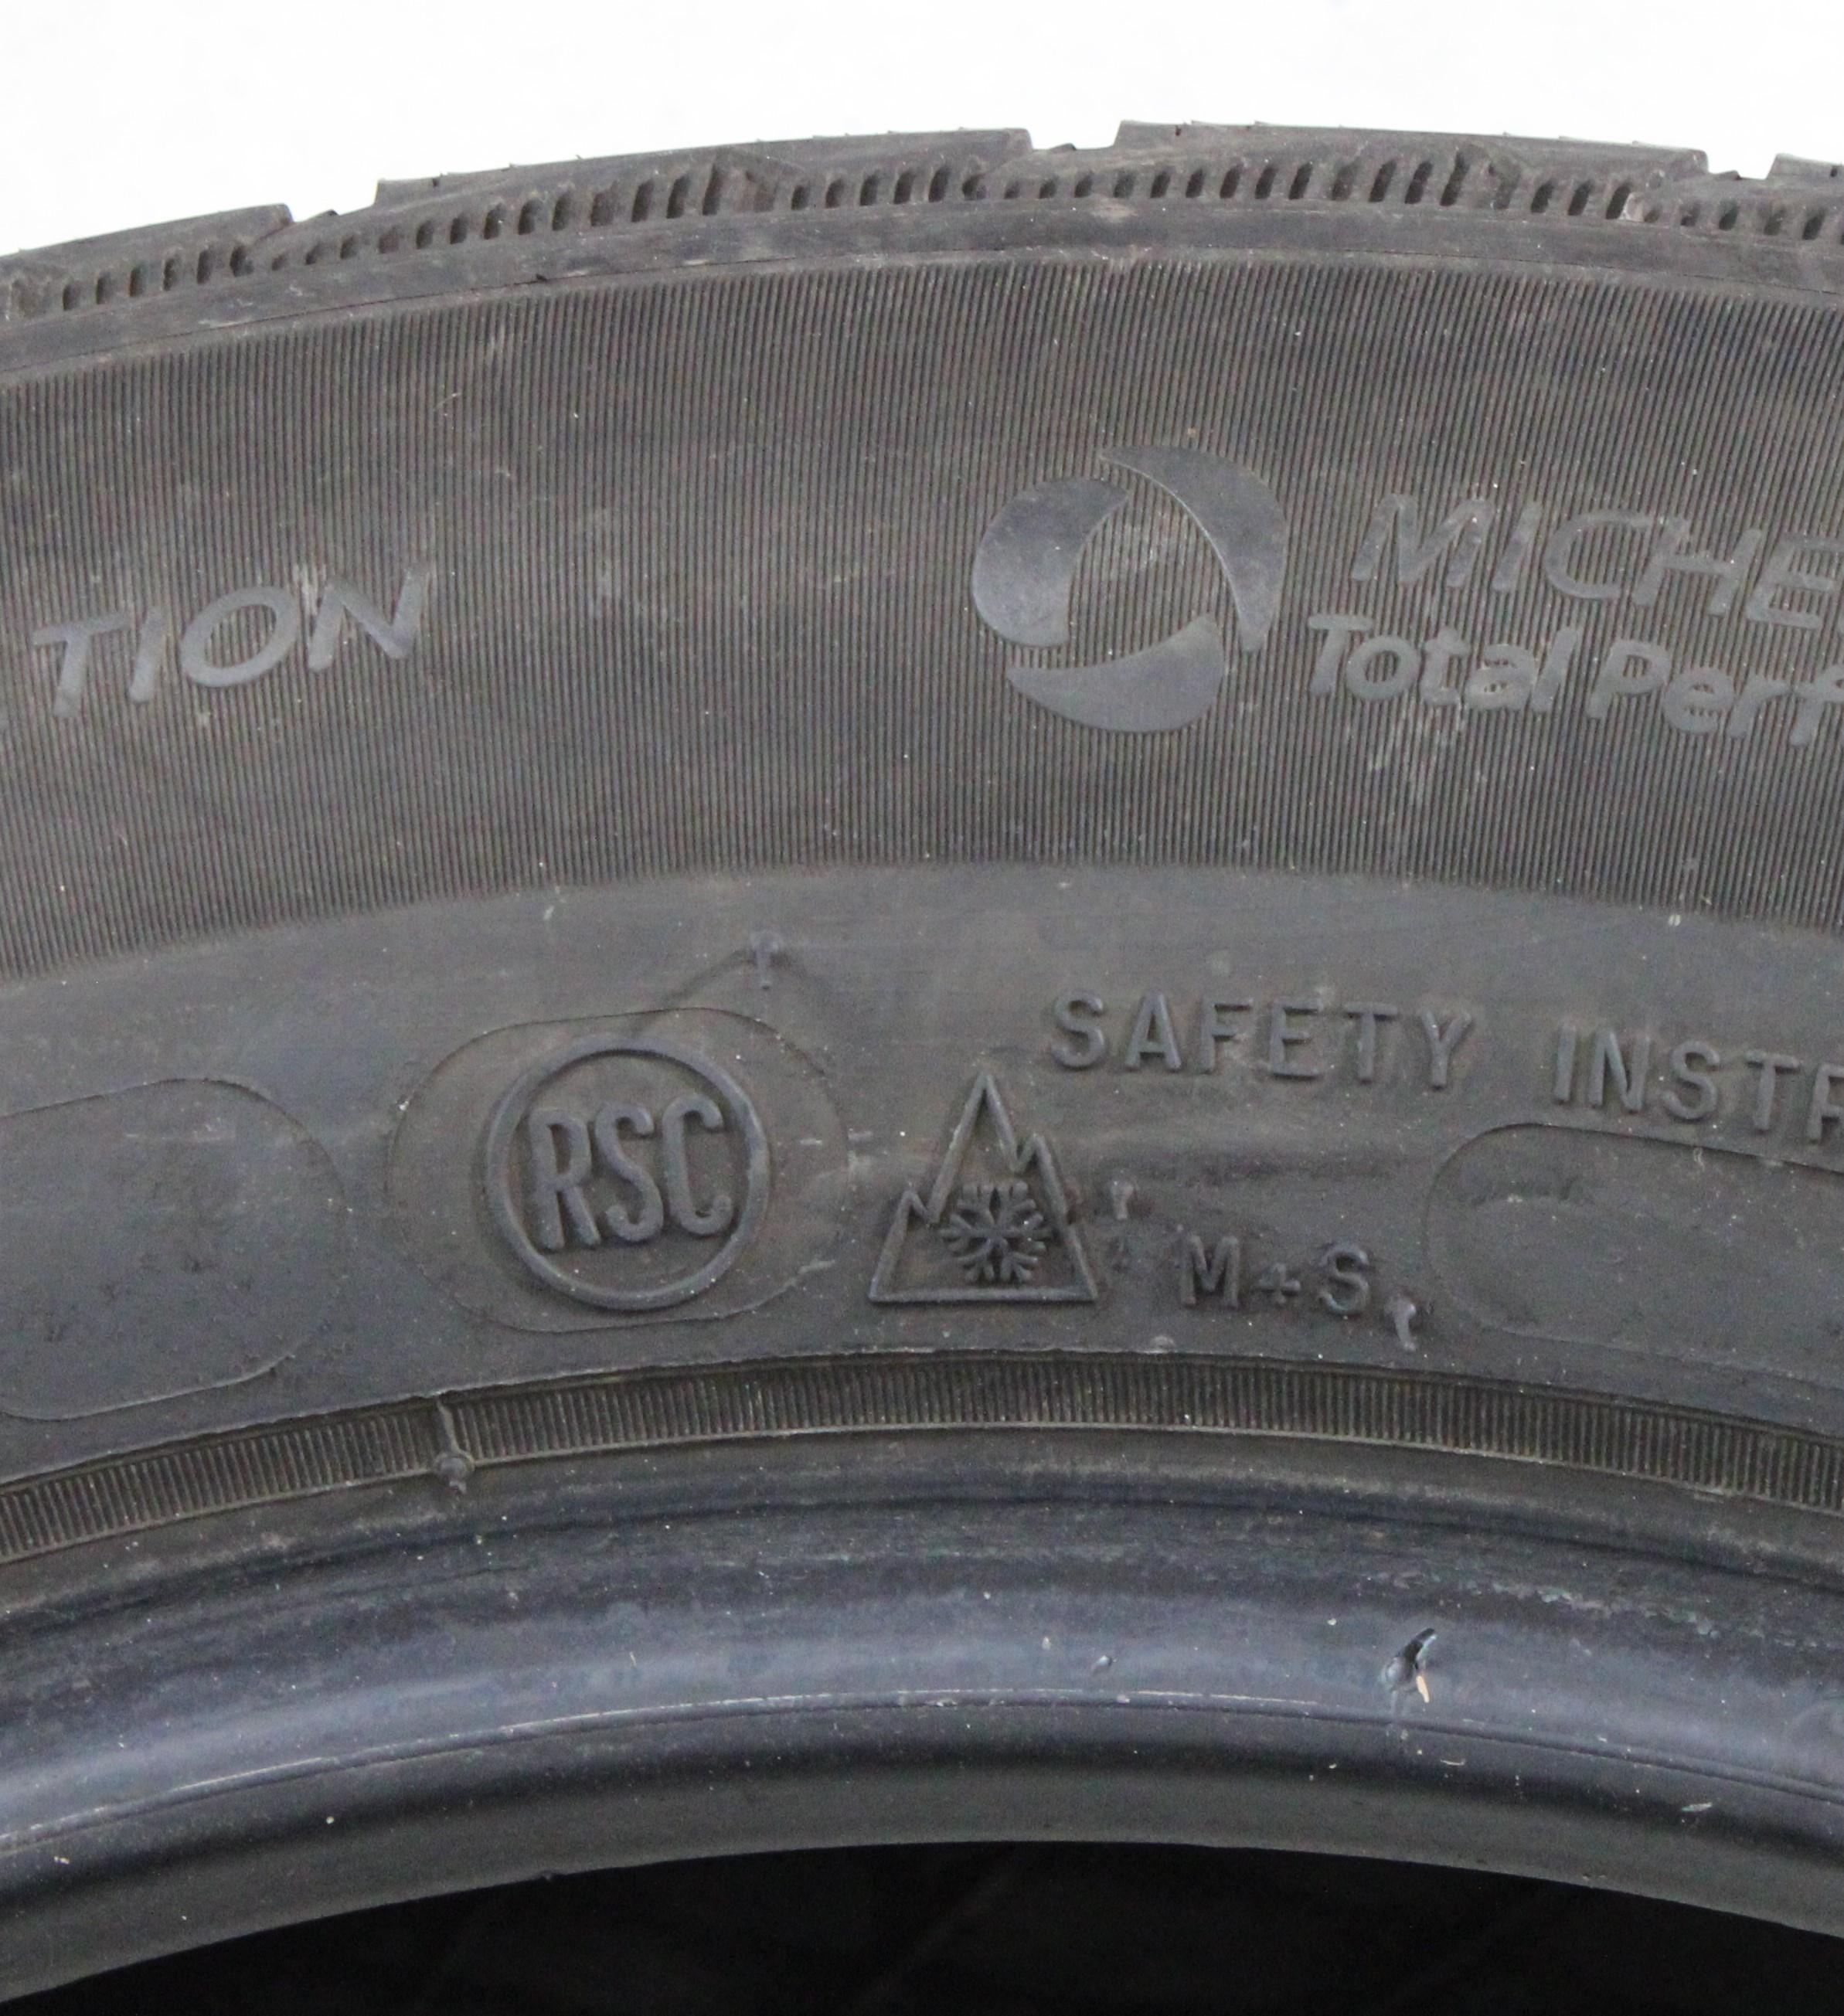 TION
MICHE
Total Perf
SAFETY INSTR
RSC
M+S